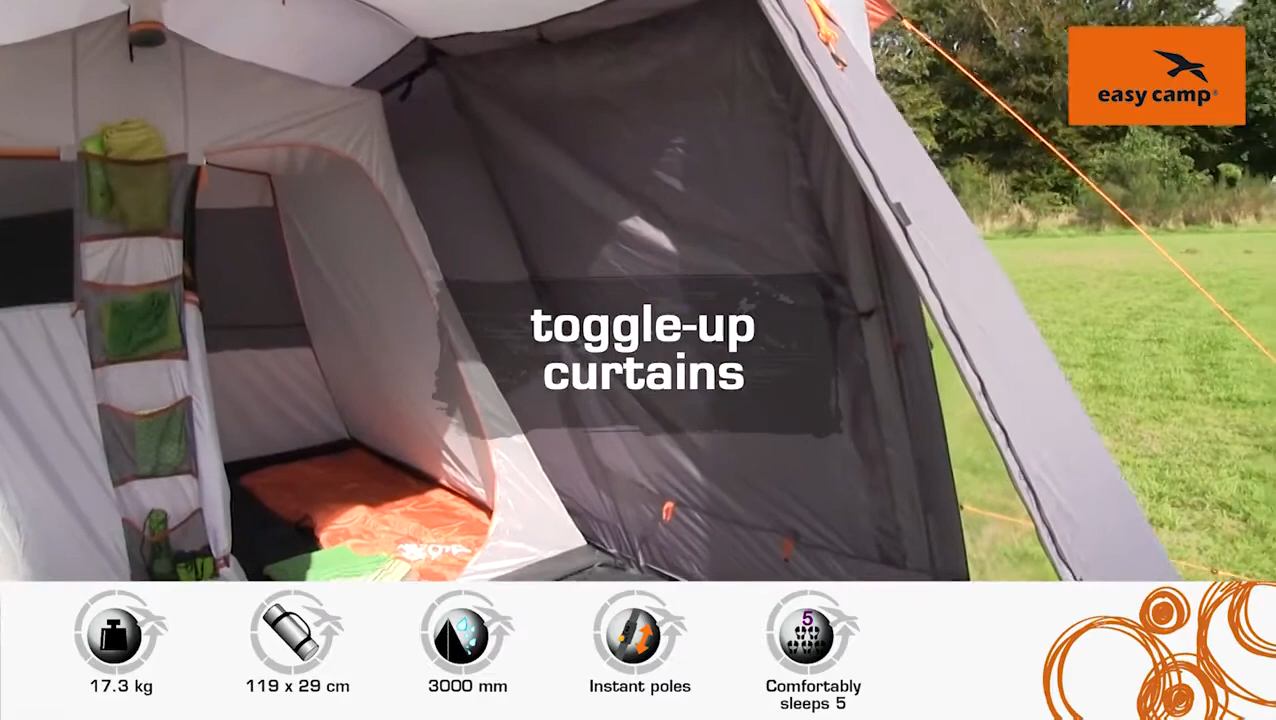 easy camp®
toggle-up
curtains
17.3 kg
119 x 29 cm
3000 mm
Instant poles
5
Comfortably
sleeps 5